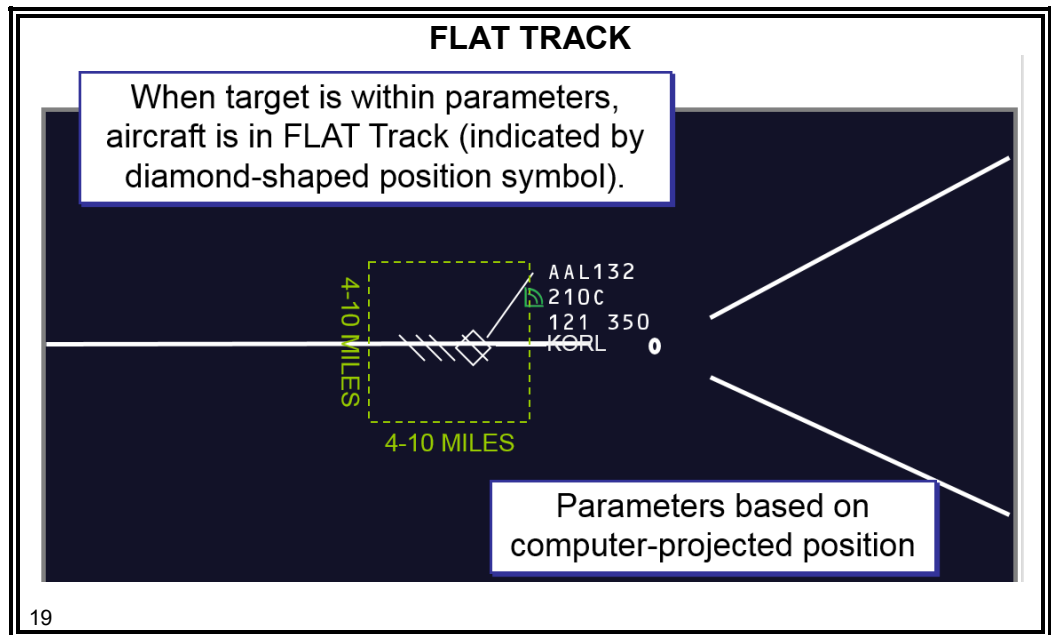 FLAT TRACK
When target is within parameters,
aircraft is in FLAT Track (indicated by
diamond-shaped position symbol).
AAL132
210C
121 350
KORL
4-10 MILES
4-10 MILES
Parameters based on
computer-projected position
19